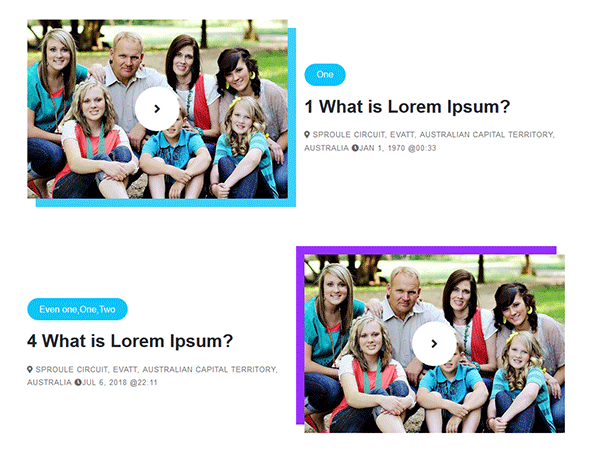 One
1 What is Lorem Ipsum?
SPROULE CIRCUIT, EVATT, AUSTRALIAN CAPITAL TERRITORY,
AUSTRALIA JAN 1, 1970 @00:33
Even one,One,Two
4 What is Lorem Ipsum?
SPROULE CIRCUIT, EVATT, AUSTRALIAN CAPITAL TERRITORY,
AUSTRALIA JUL 6, 2018 @22:11